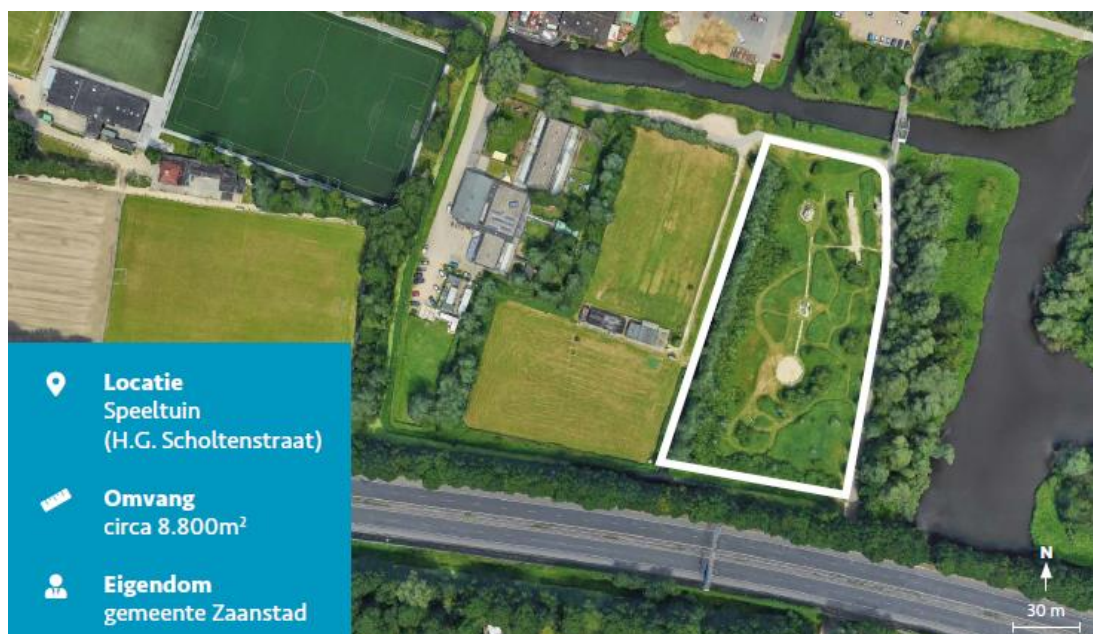 Locatie
Speeltuin
(H.G. Scholtenstraat)
Omvang
circa 8.800m²
Eigendom
gemeente Zaanstad
N
30 m